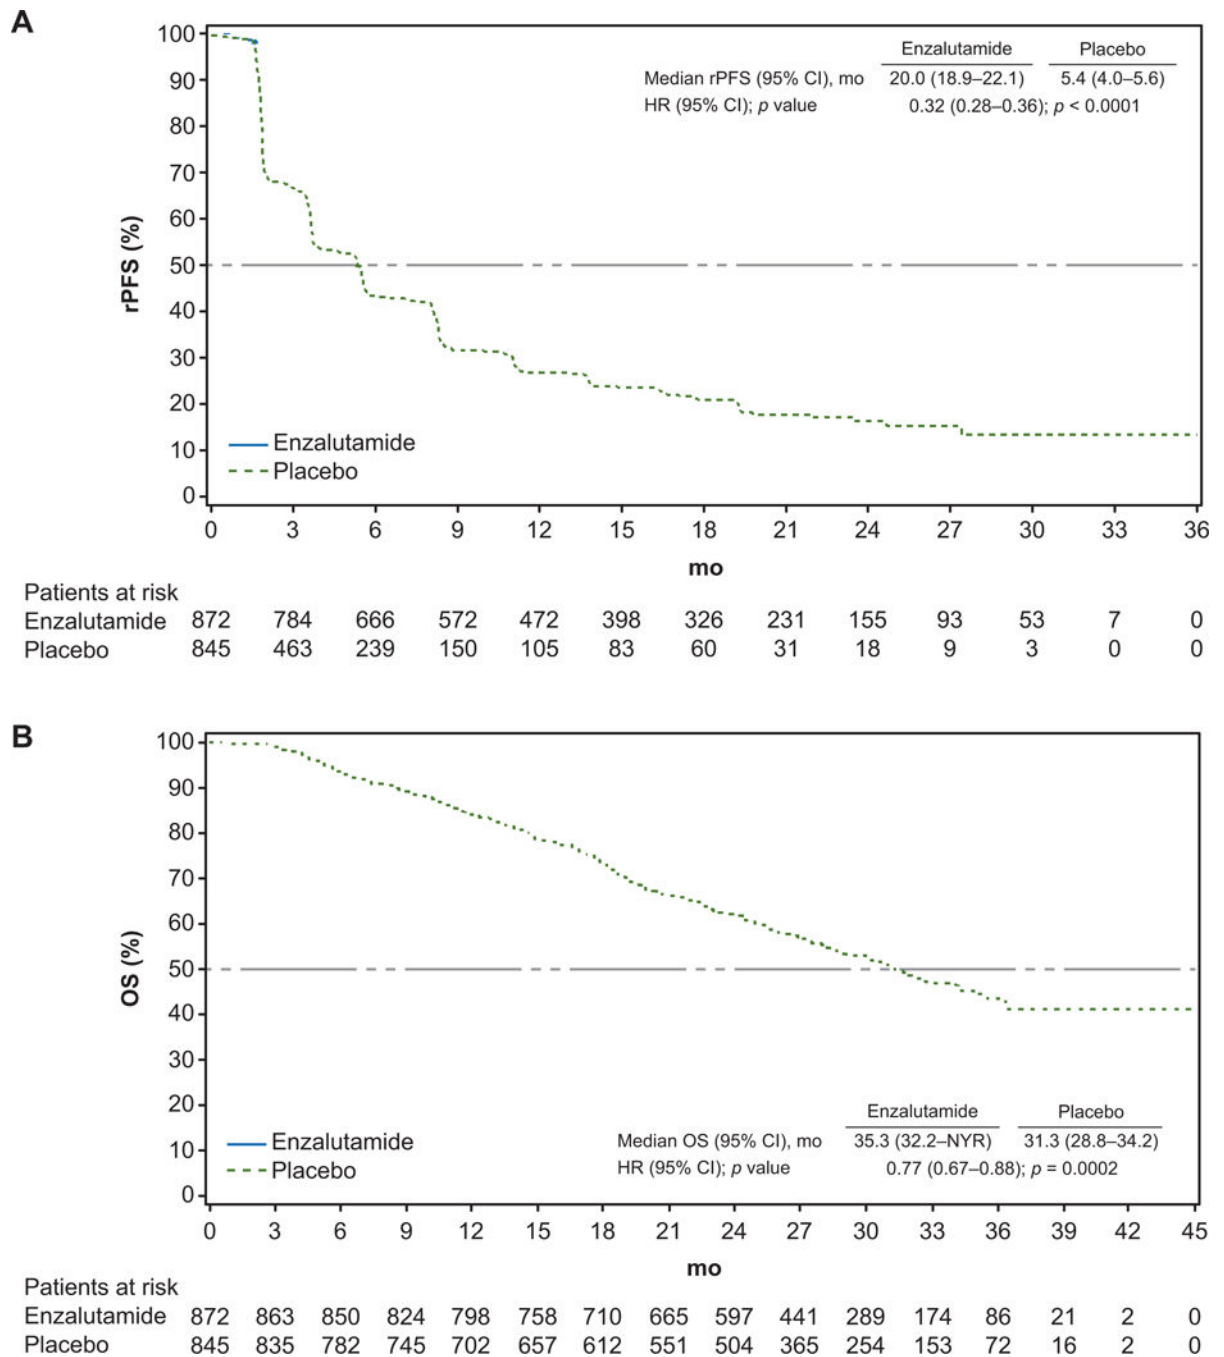 A
Enzalutamide Placebo
Median rPFS (95% CI), mo 20.0 (18.9–22.1) 5.4 (4.0–5.6)
HR (95% CI); p value 0.32 (0.28–0.36); p < 0.0001
rPFS (%)
100
90
80
70
60
50
40
30
20
10
0
Enzalutamide
Placebo
0 3 6 9 12 15 18 21 24 27 30 33 36
mo
Patients at risk
Enzalutamide 872 784 666 572 472 398 326 231 155 93 53 7 0
Placebo 845 463 239 150 105 83 60 31 18 9 3 0 0
B
OS (%)
100
90
80
70
60
50
40
30
20
10
0
Enzalutamide Placebo
Median OS (95% CI), mo 35.3 (32.2–NYR) 31.3 (28.8–34.2)
HR (95% CI); p value 0.77 (0.67–0.88); p = 0.0002
Enzalutamide
Placebo
0 3 6 9 12 15 18 21 24 27 30 33 36 39 42 45
mo
Patients at risk
Enzalutamide 872 863 850 824 798 758 710 665 597 441 289 174 86 21 2 0
Placebo 845 835 782 745 702 657 612 551 504 365 254 153 72 16 2 0